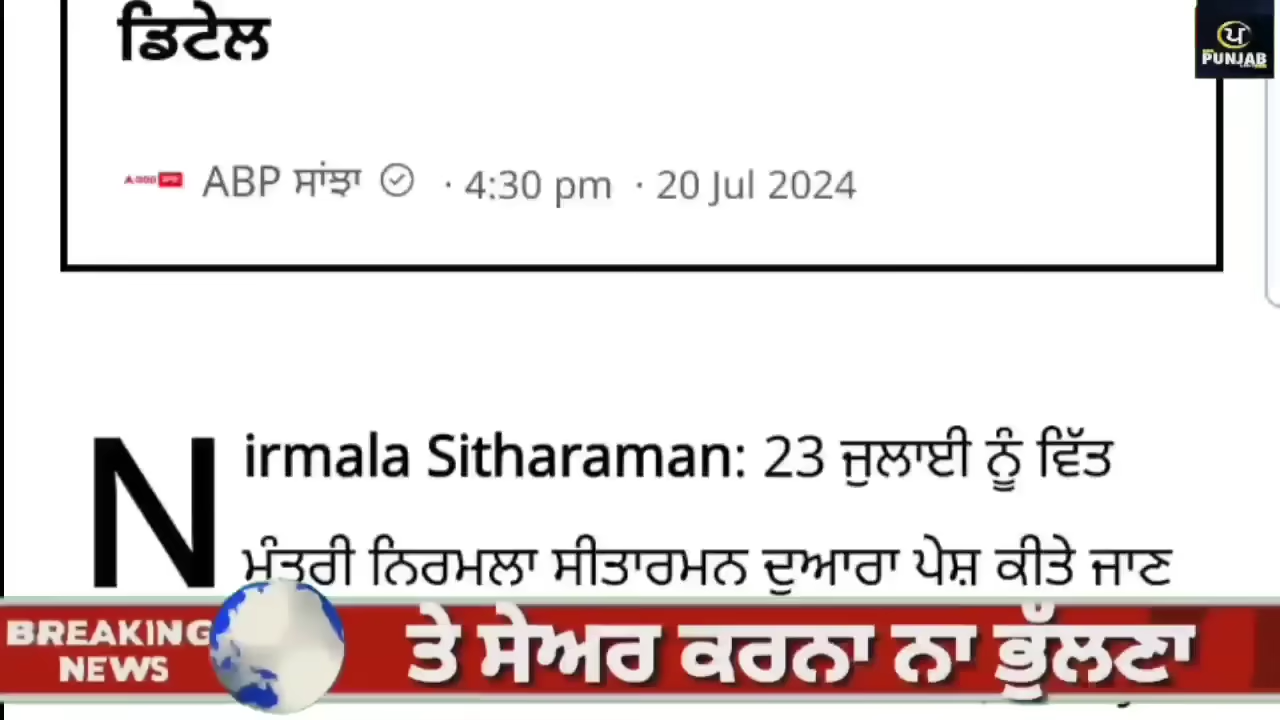 ਡਿਟੇਲ
ਪ
PUNJAB
ABP ਸਾਂਝਾ · 4:30 pm · 20 Jul 2024
Nirmala Sitharaman: 23 ਜੁਲਾਈ ਨੂੰ ਵਿੱਤ
ਮੰਤਰੀ ਨਿਰਮਲਾ ਸੀਤਾਰਮਨ ਦੁਆਰਾ ਪੇਸ਼ ਕੀਤੇ ਜਾਣ
BREAKING
NEWS
ਤੇ ਸੇਅਰ ਕਰਨਾ ਨਾ ਭੁੱਲਣਾ